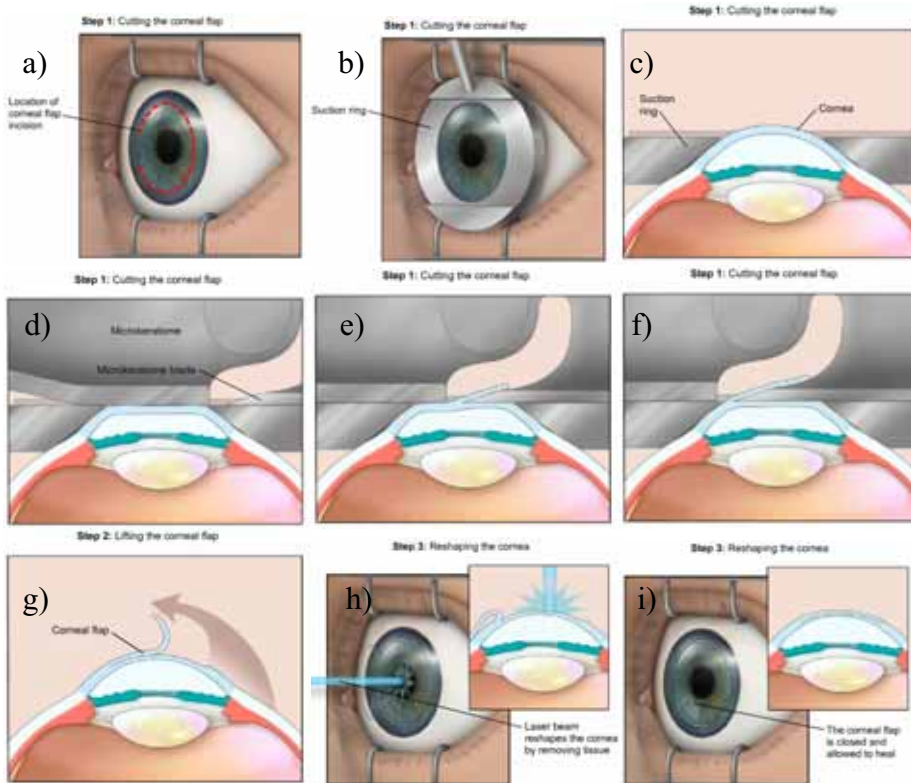 Step 1: Cutting the corneal flap
a)
Location of
corneal flap
incision
Step 1: Cutting the corneal flap
b)
Suction ring
Step 1: Cutting the corneal flap
c)
Suction
ring
Cornea
Step 1: Cutting the corneal flap
d)
Microkeratome
Microkeratome blade
Step 1: Cutting the corneal flap
e)
Step 1: Cutting the corneal flap
f)
Step 2: Lifting the corneal flap
g)
Corneal flap
Step 3: Reshaping the cornea
h)
Laser beam
reshapes the cornea
by removing tissue
Step 3: Reshaping the cornea
i)
The corneal flap
is closed and
allowed to heal